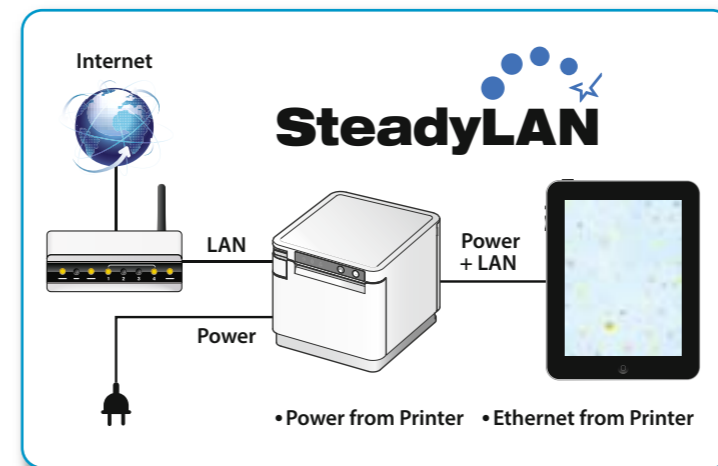 Internet
SteadyLAN
LAN
Power
+ LAN
Power
•Power from Printer •Ethernet from Printer